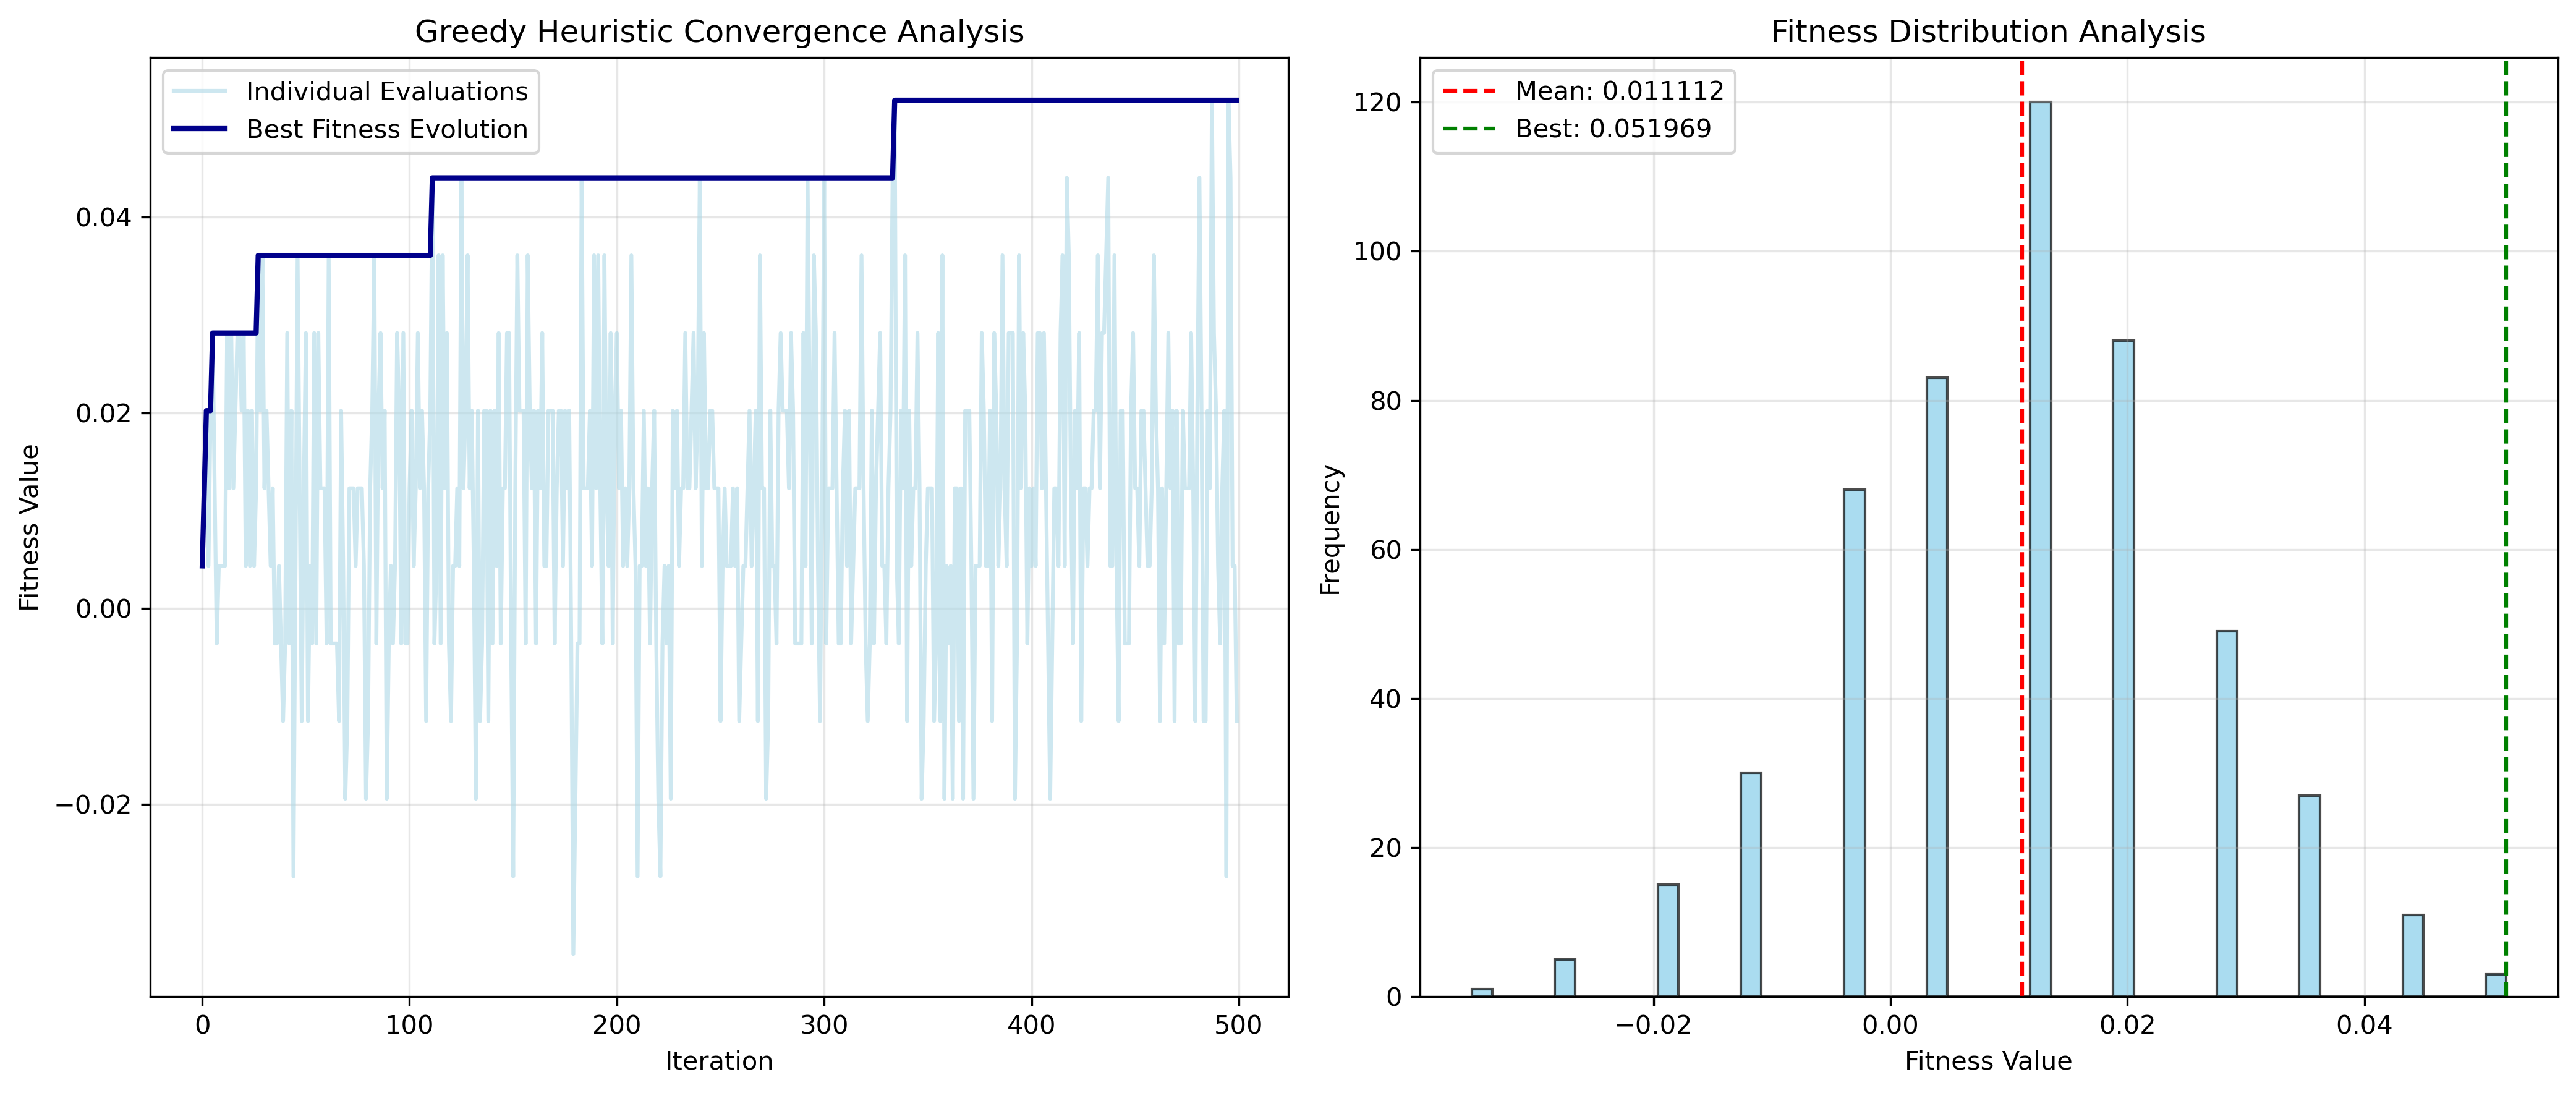 Greedy Heuristic Convergence Analysis
Individual Evaluations
Best Fitness Evolution
Fitness Value
0.04
0.02
0.00
−0.02
0 100 200 300 400 500
Iteration
Fitness Distribution Analysis
Mean: 0.011112
Best: 0.051969
Frequency
120
100
80
60
40
20
0
−0.02 0.00 0.02 0.04
Fitness Value